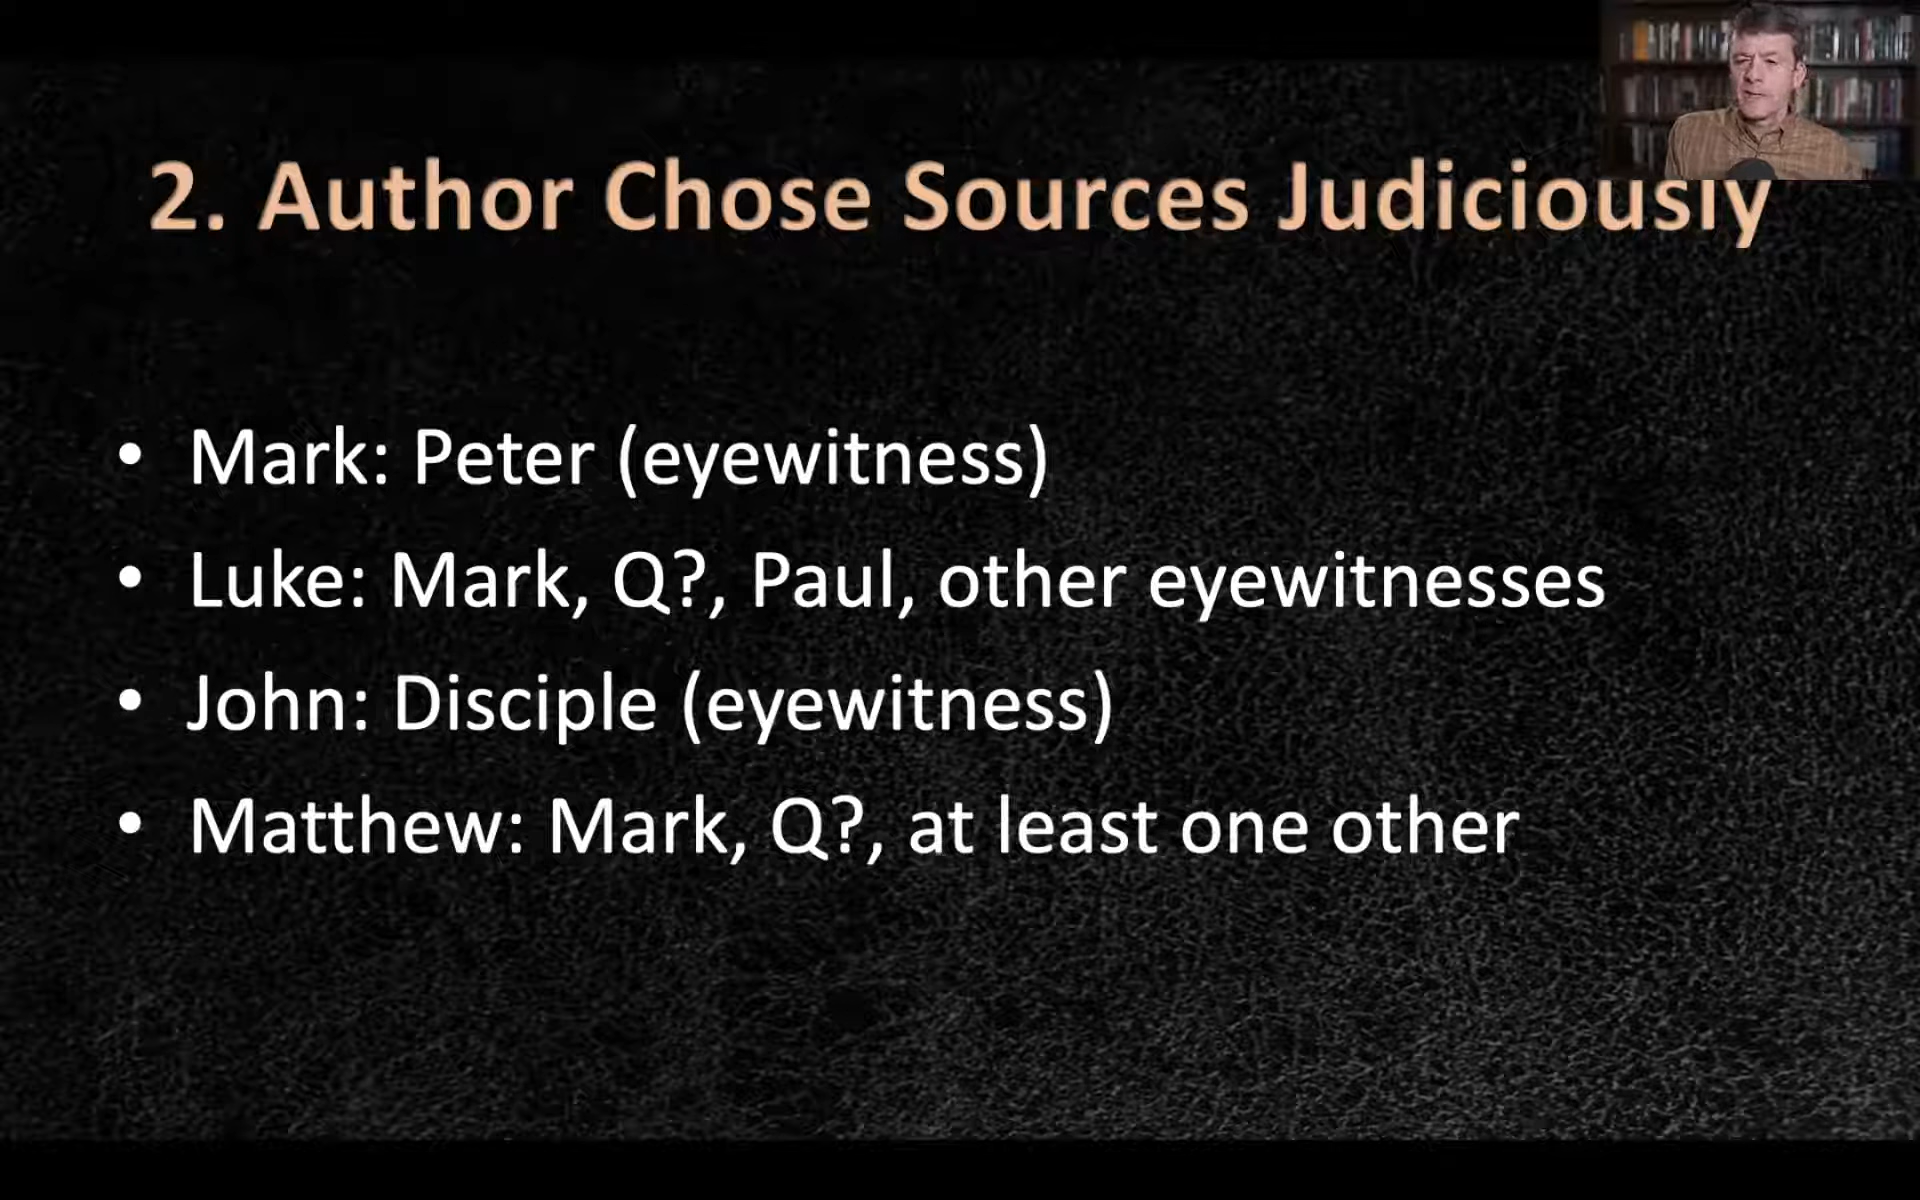 2. Author Chose Sources Judiciously
• Mark: Peter (eyewitness)
• Luke: Mark, Q?, Paul, other eyewitnesses
• John: Disciple (eyewitness)
• Matthew: Mark, Q?, at least one other